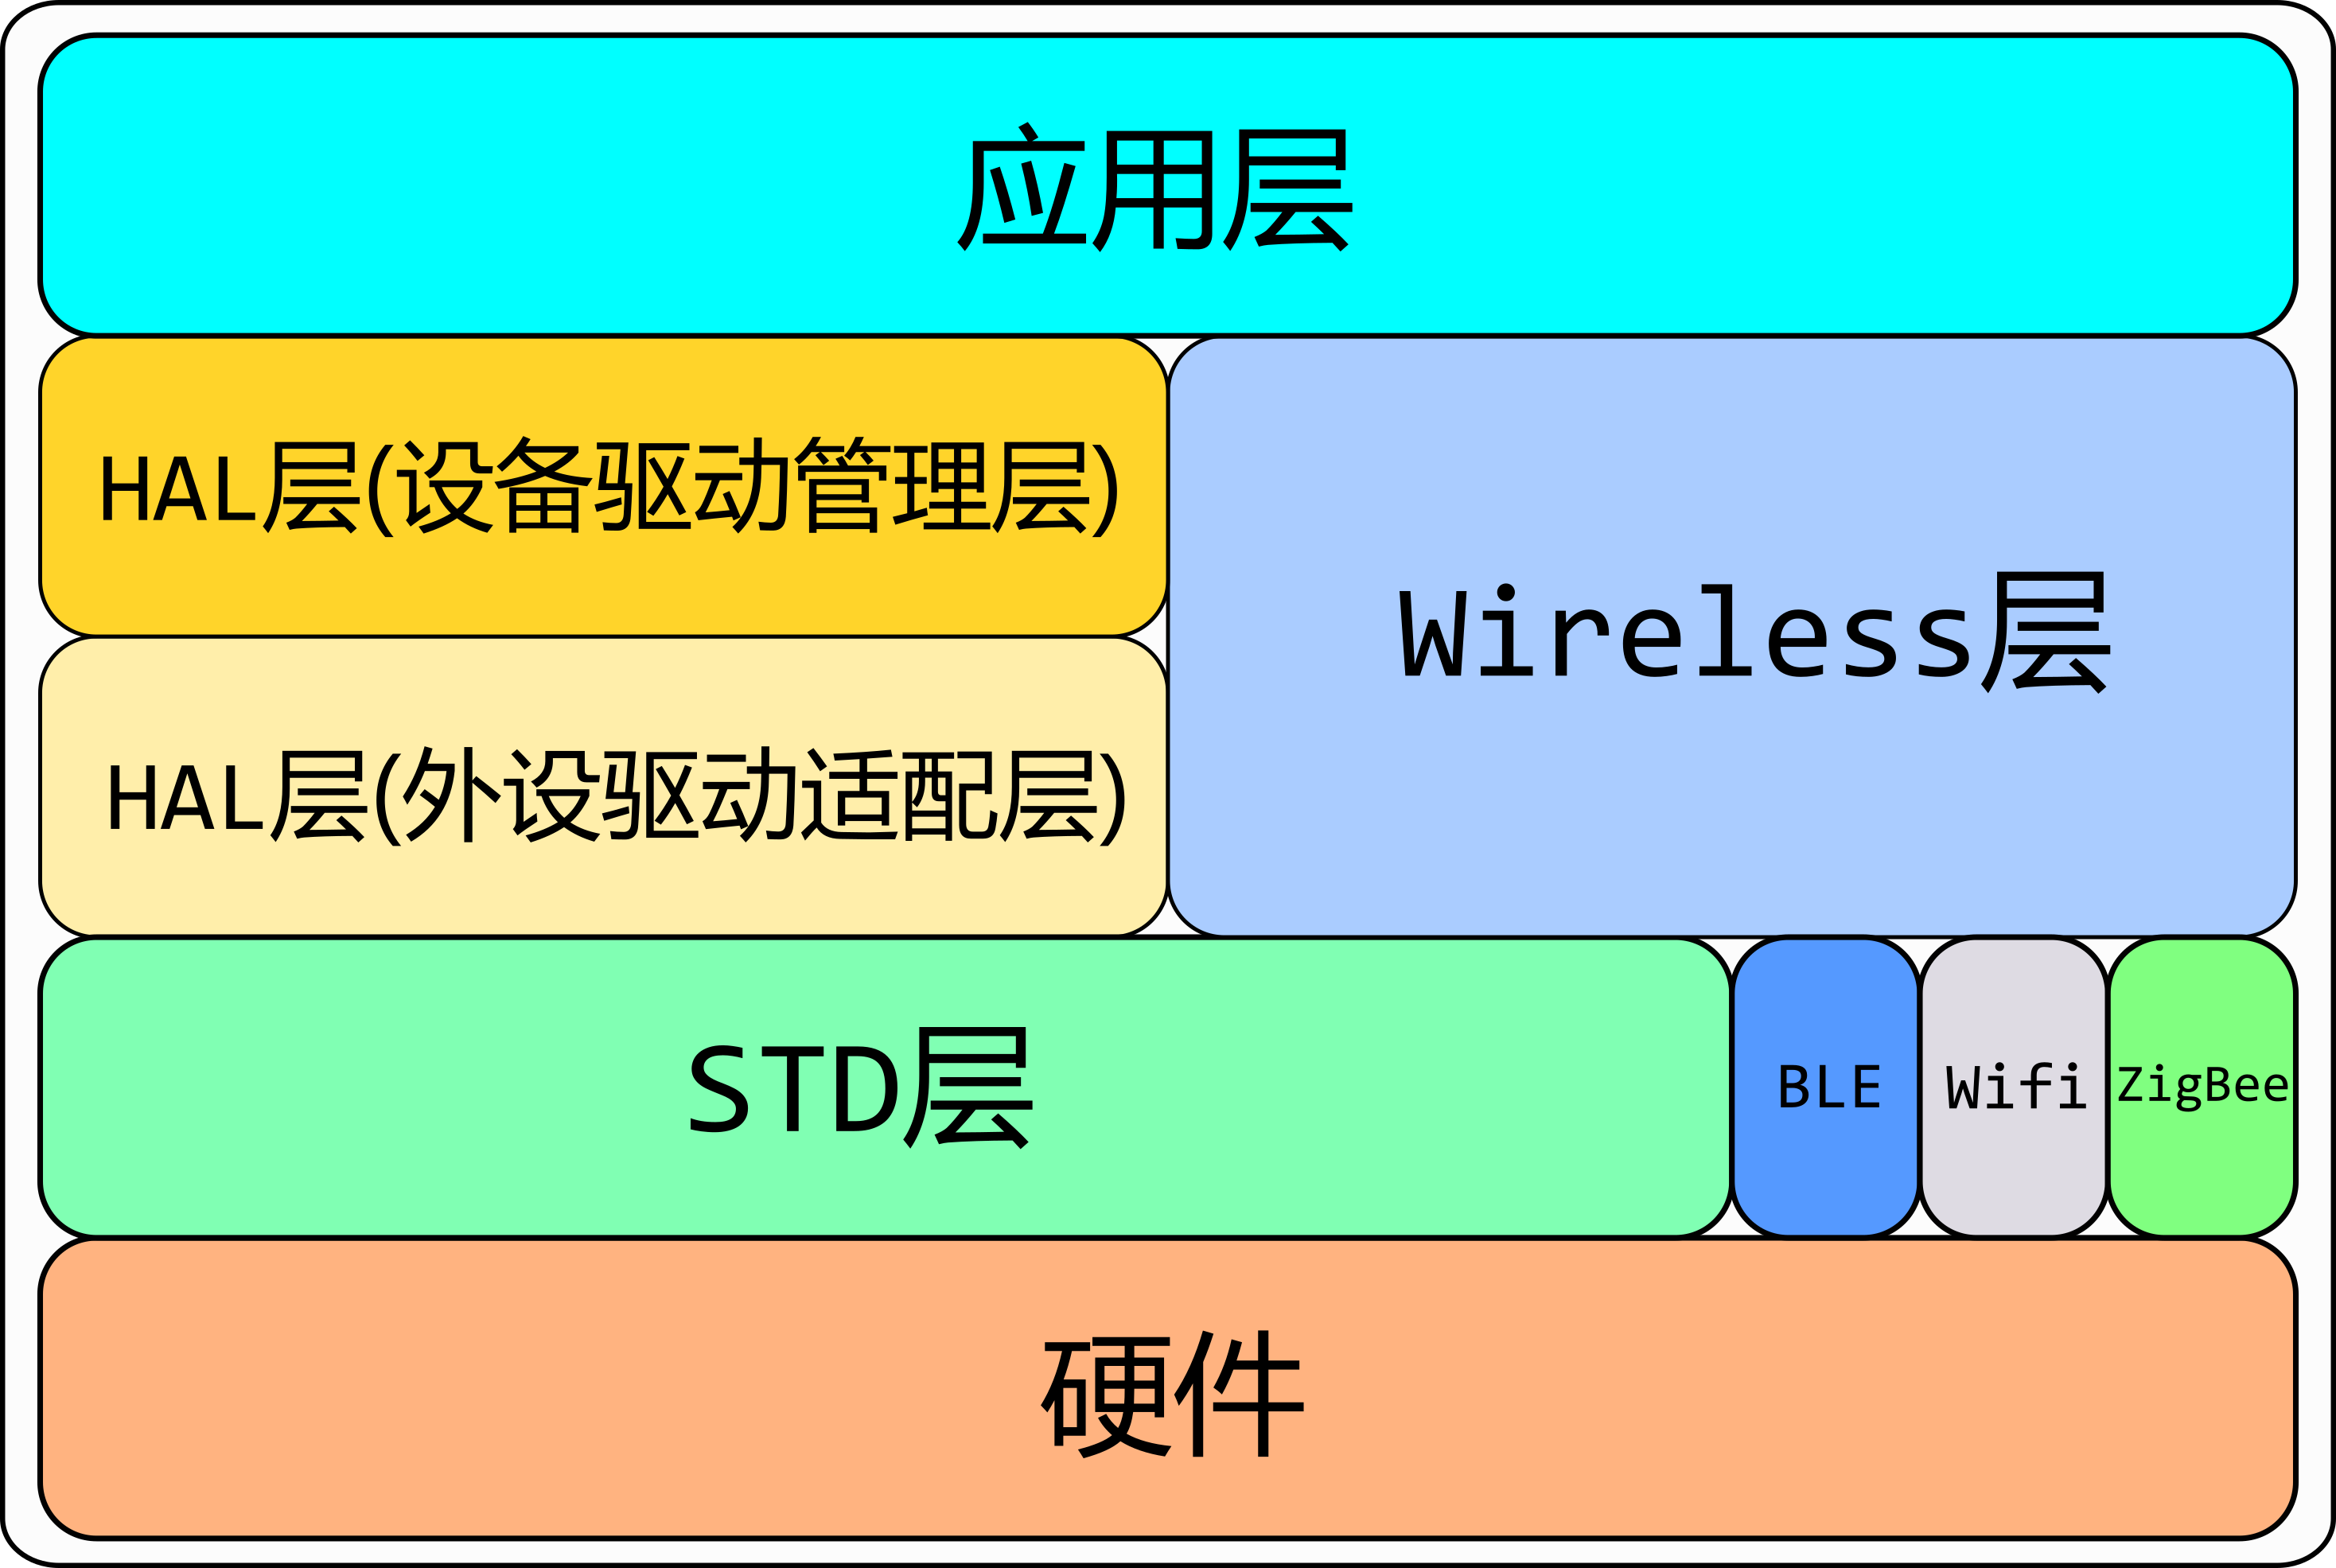 应用层
HAL层(设备驱动管理层)
Wireless层
HAL层(外设驱动适配层)
STD层
BLE
Wifi
ZigBee
硬件